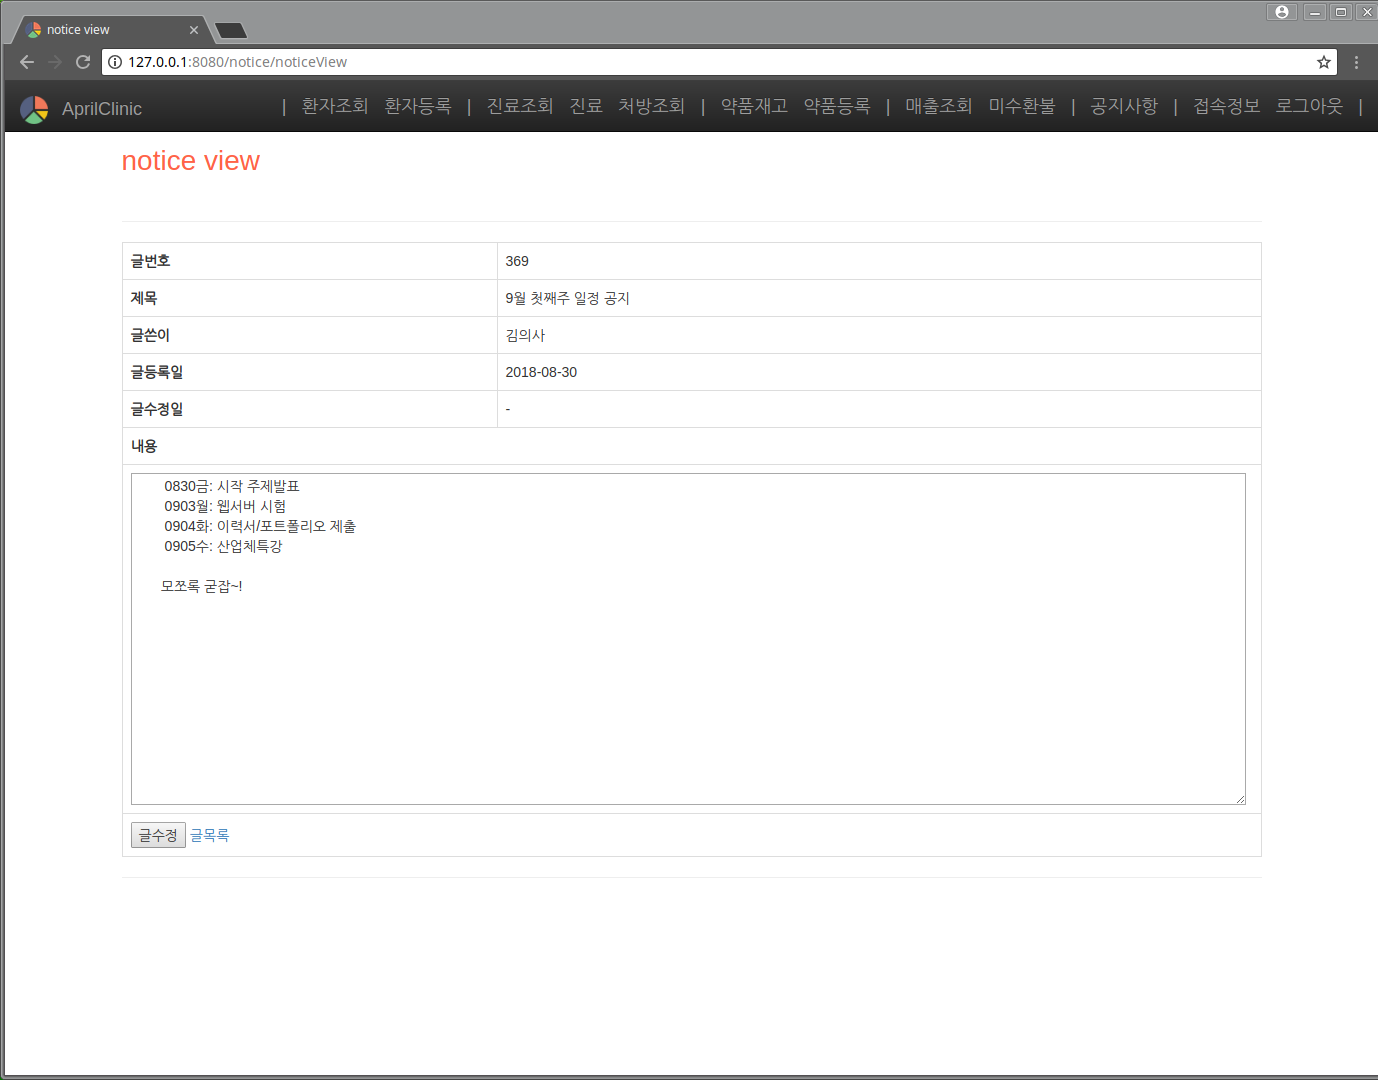 notice view
127.0.0.1:8080/notice/noticeView
AprilClinic | 환자조회 환자등록 | 진료조회 진료 처방조회 | 약품재고 약품등록 | 매출조회 미수환불 | 공지사항 | 접속정보 로그아웃 |
notice view
글번호 369
제목 9월 첫째주 일정 공지
글쓴이 김의사
글등록일 2018-08-30
글수정일 -
내용
0830금: 시작 주제발표
0903월: 웹서버 시험
0904화: 이력서/포트폴리오 제출
0905수: 산업체특강
모쪼록 굳잡~!
글수정 글목록